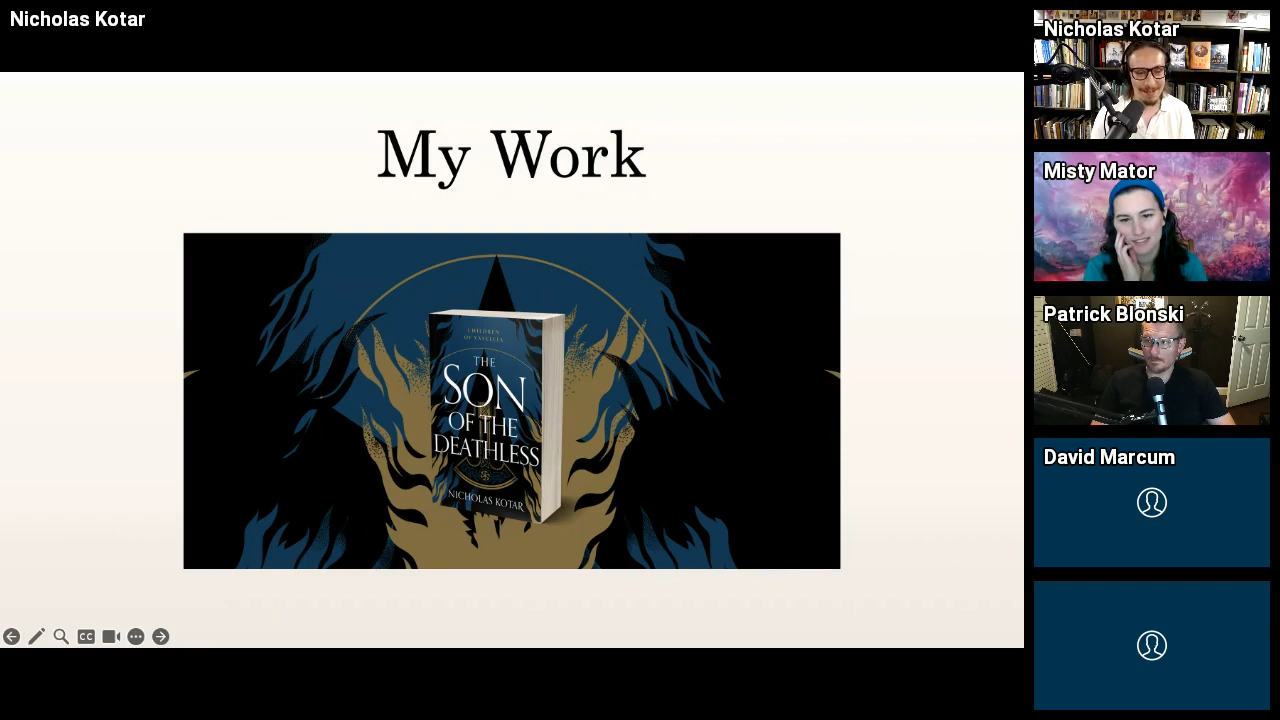 Nicholas Kotar
My Work
CHILDREN
OF VASYLISA
THE
SON
OF THE
DEATHLESS
NICHOLAS KOTAR
CC
Nicholas Kotar
Misty Mator
Patrick Blonski
David Marcum